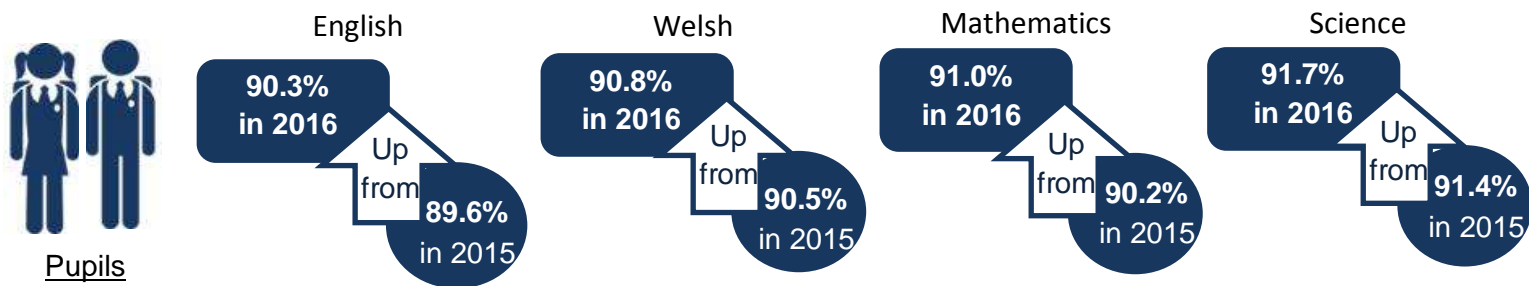 English
90.3%
in 2016
Up
from
89.6%
in 2015
Welsh
90.8%
in 2016
Up
from
90.5%
in 2015
Mathematics
91.0%
in 2016
Up
from
90.2%
in 2015
Science
91.7%
in 2016
Up
from
91.4%
in 2015
Pupils